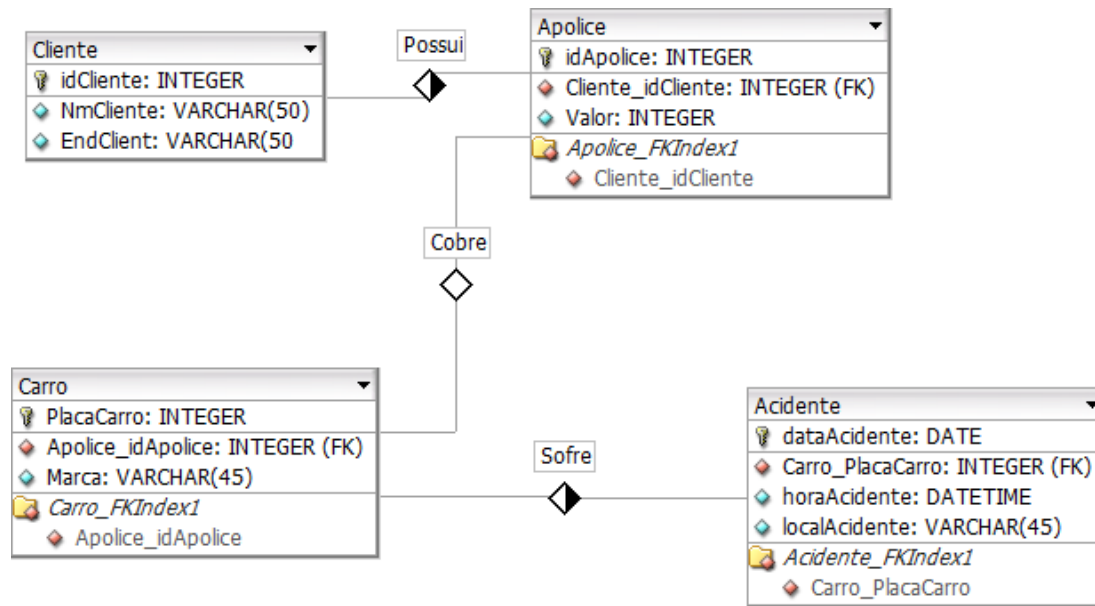 Cliente
idCliente: INTEGER
NmCliente: VARCHAR(50)
EndClient: VARCHAR(50
Possui
Apolice
idApolice: INTEGER
Cliente_idCliente: INTEGER (FK)
Valor: INTEGER
Apolice_FKIndex1
Cliente_idCliente
Cobre
Carro
PlacaCarro: INTEGER
Apolice_idApolice: INTEGER (FK)
Marca: VARCHAR(45)
Carro_FKIndex1
Apolice_idApolice
Sofre
Acidente
dataAcidente: DATE
Carro_PlacaCarro: INTEGER (FK)
horaAcidente: DATETIME
localAcidente: VARCHAR(45)
Acidente_FKIndex1
Carro_PlacaCarro